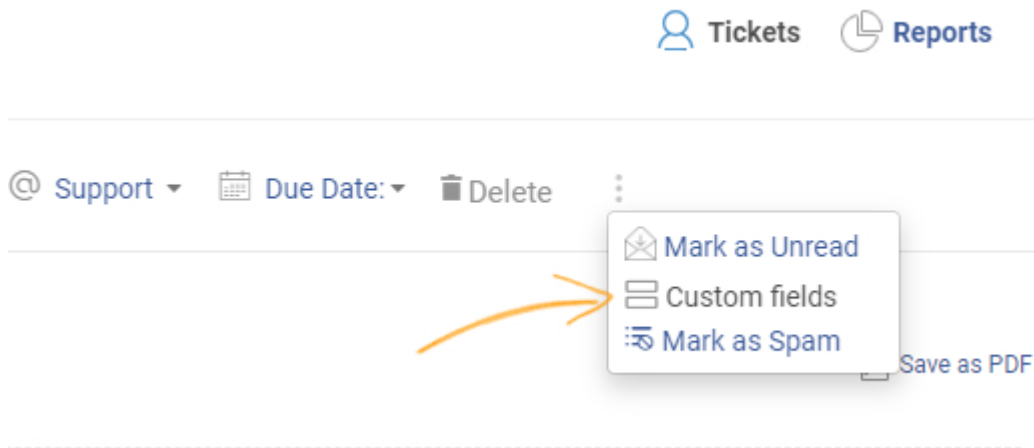 Tickets Reports
Support Due Date: Delete
Mark as Unread
Custom fields
Mark as Spam
Save as PDF